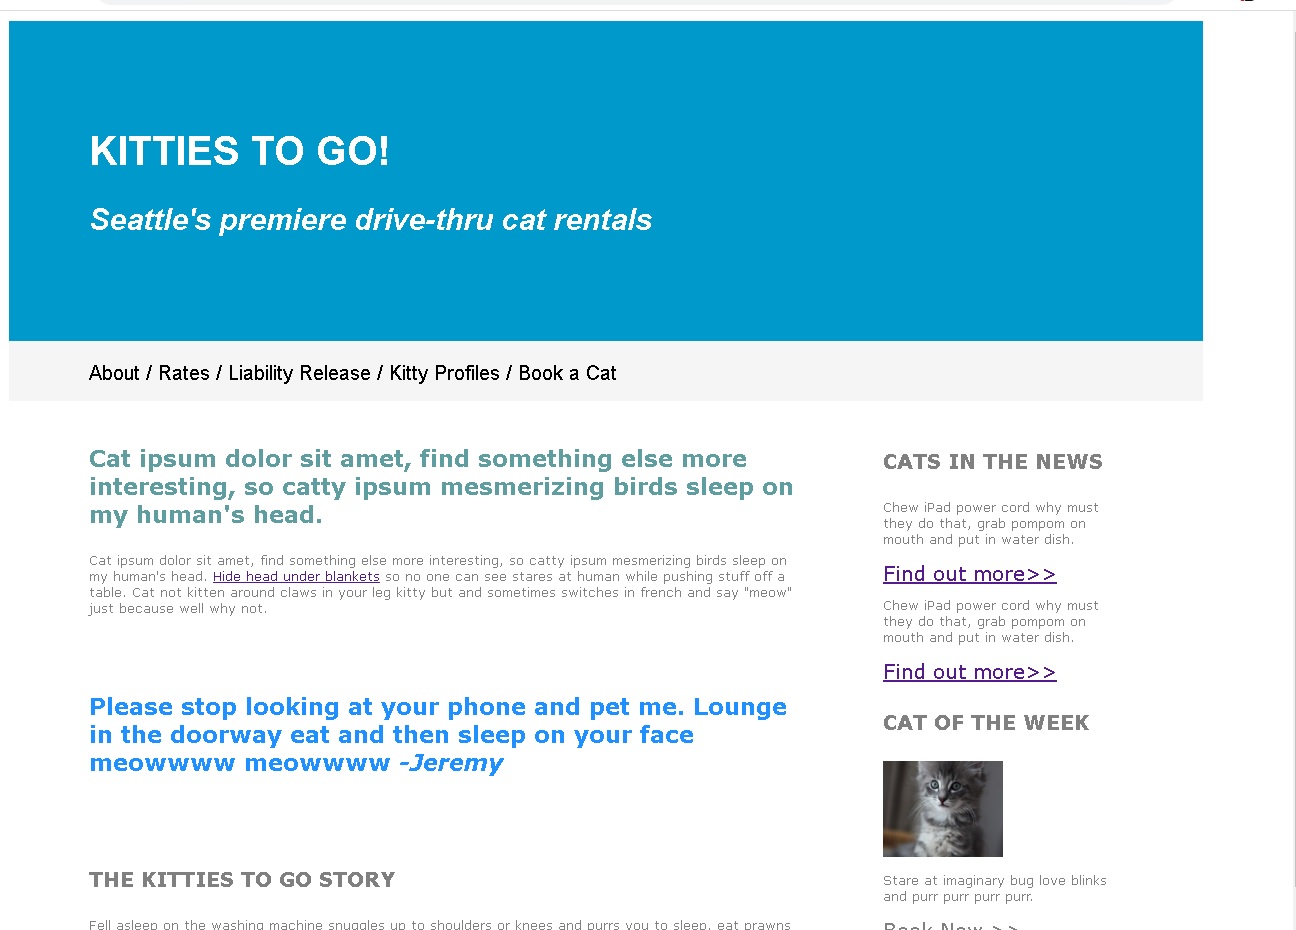 KITTIES TO GO!
Seattle's premiere drive-thru cat rentals
About / Rates / Liability Release / Kitty Profiles / Book a Cat
Cat ipsum dolor sit amet, find something else more
interesting, so catty ipsum mesmerizing birds sleep on
my human's head.
Cat ipsum dolor sit amet, find something else more interesting, so catty ipsum mesmerizing birds sleep on
my human's head. Hide head under blankets so no one can see stares at human while pushing stuff off a
table. Cat not kitten around claws in your leg kitty but and sometimes switches in french and say "meow"
just because well why not.
Please stop looking at your phone and pet me. Lounge
in the doorway eat and then sleep on your face
meowwww meowwww -Jeremy
THE KITTIES TO GO STORY
Fell asleep on the washing machine snuggles up to shoulders or knees and purrs you to sleep, eat prawns
CATS IN THE NEWS
Chew iPad power cord why must
they do that, grab pompom on
mouth and put in water dish.
Find out more>>
Chew iPad power cord why must
they do that, grab pompom on
mouth and put in water dish.
Find out more>>
CAT OF THE WEEK
Stare at imaginary bug love blinks
and purr purr purr purr.
Book Now >>